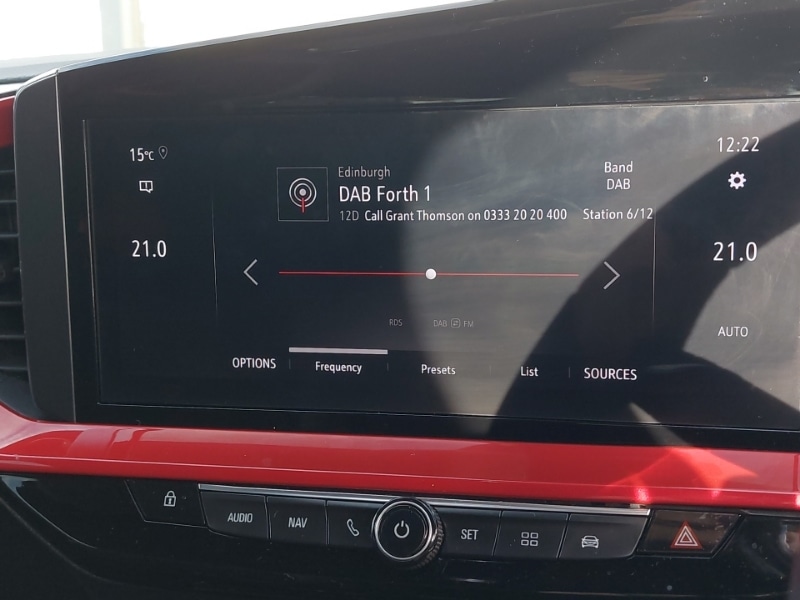 15°C
12:22
Edinburgh
Band
DAB Forth 1
DAB
12D Call Grant Thomson on 0333 20 20 400
Station 6/12
21.0
21.0
RDS
DAB FM
AUTO
OPTIONS
Frequency
Presets
List
SOURCES
AUDIO
NAV
SET